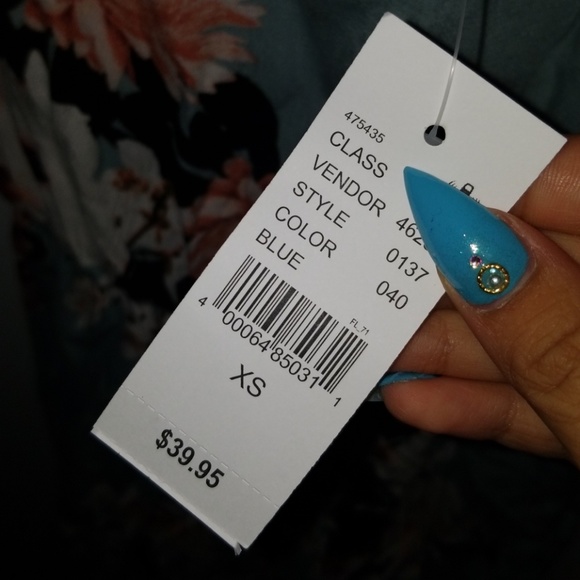 475435
CLASS
VENDOR 462
STYLE 0137
COLOR 040
BLUE
FL_71
4 00064 85031 1
XS
$39.95